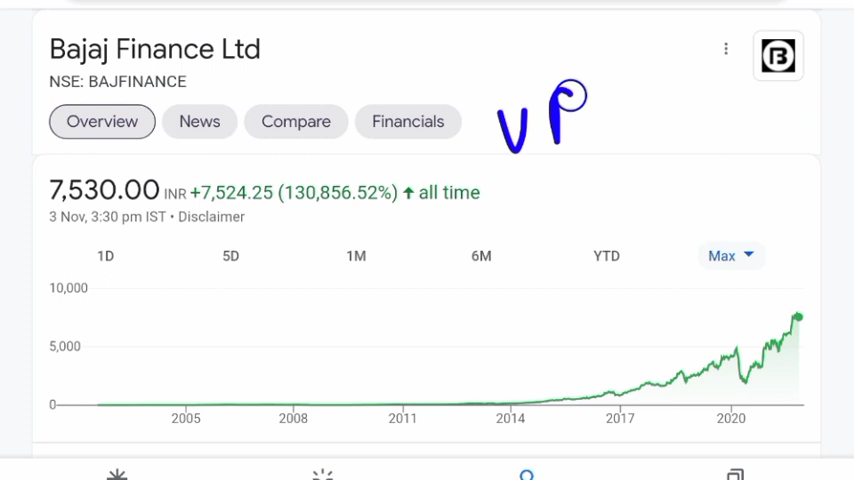 Bajaj Finance Ltd
NSE: BAJFINANCE
Overview News Compare Financials
VP
7,530.00 INR +7,524.25 (130,856.52%) ↑ all time
3 Nov, 3:30 pm IST • Disclaimer
1D 5D 1M 6M YTD Max
10,000
5,000
0
2005 2008 2011 2014 2017 2020